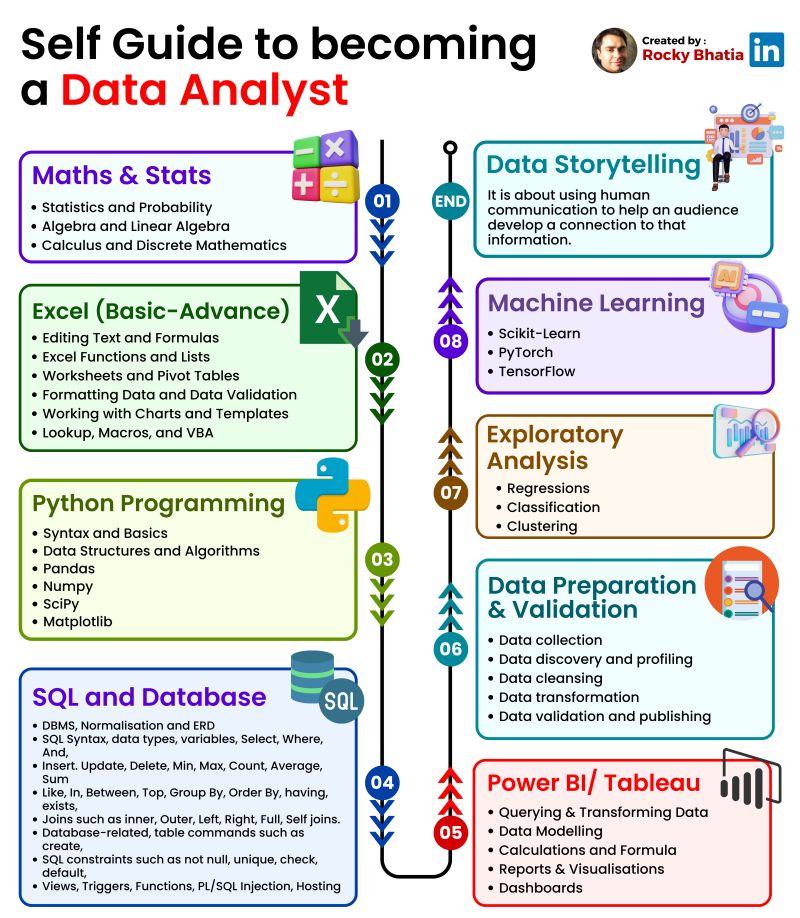 Self Guide to becoming
a Data Analyst
Created by :
Rocky Bhatia
in
Maths & Stats
• Statistics and Probability
• Algebra and Linear Algebra
• Calculus and Discrete Mathematics
01
Excel (Basic-Advance)
X
• Editing Text and Formulas
• Excel Functions and Lists
• Worksheets and Pivot Tables
• Formatting Data and Data Validation
• Working with Charts and Templates
• Lookup, Macros, and VBA
02
Python Programming
• Syntax and Basics
• Data Structures and Algorithms
• Pandas
• Numpy
• SciPy
• Matplotlib
03
SQL and Database
SQL
• DBMS, Normalisation and ERD
• SQL Syntax, data types, variables, Select, Where,
And,
• Insert. Update, Delete, Min, Max, Count, Average,
Sum
• Like, In, Between, Top, Group By, Order By, having,
exists,
• Joins such as inner, Outer, Left, Right, Full, Self joins.
• Database-related, table commands such as
create,
• SQL constraints such as not null, unique, check,
default,
• Views, Triggers, Functions, PL/SQL Injection, Hosting
04
Power BI/ Tableau
• Querying & Transforming Data
• Data Modelling
• Calculations and Formula
• Reports & Visualisations
• Dashboards
05
Data Preparation
& Validation
• Data collection
• Data discovery and profiling
• Data cleansing
• Data transformation
• Data validation and publishing
06
Exploratory
Analysis
• Regressions
• Classification
• Clustering
07
Machine Learning
AI
• Scikit-Learn
• PyTorch
• TensorFlow
08
Data Storytelling
It is about using human
communication to help an audience
develop a connection to that
information.
END